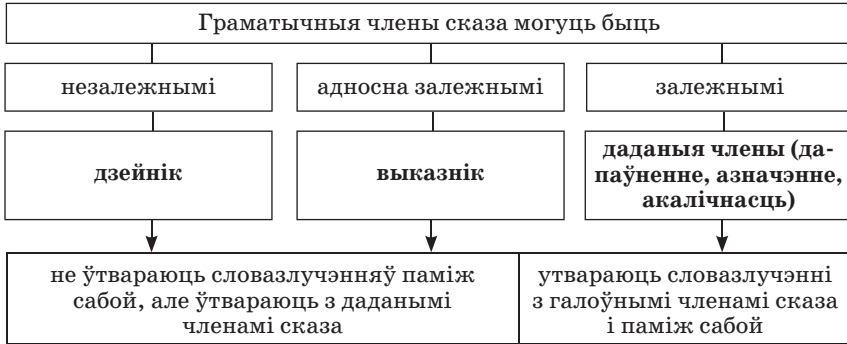 Граматычныя члены сказа могуць быць
незалежнымі
адносна залежнымі
залежнымі
дзейнік
выказнік
даданыя члены (да-
паўненне, азначэнне,
акалічнасць)
не ўтвараюць словазлучэнняў паміж
сабой, але ўтвараюць з даданымі
членамі сказа
утвараюць словазлучэнні
з галоўнымі членамі сказа
і паміж сабой